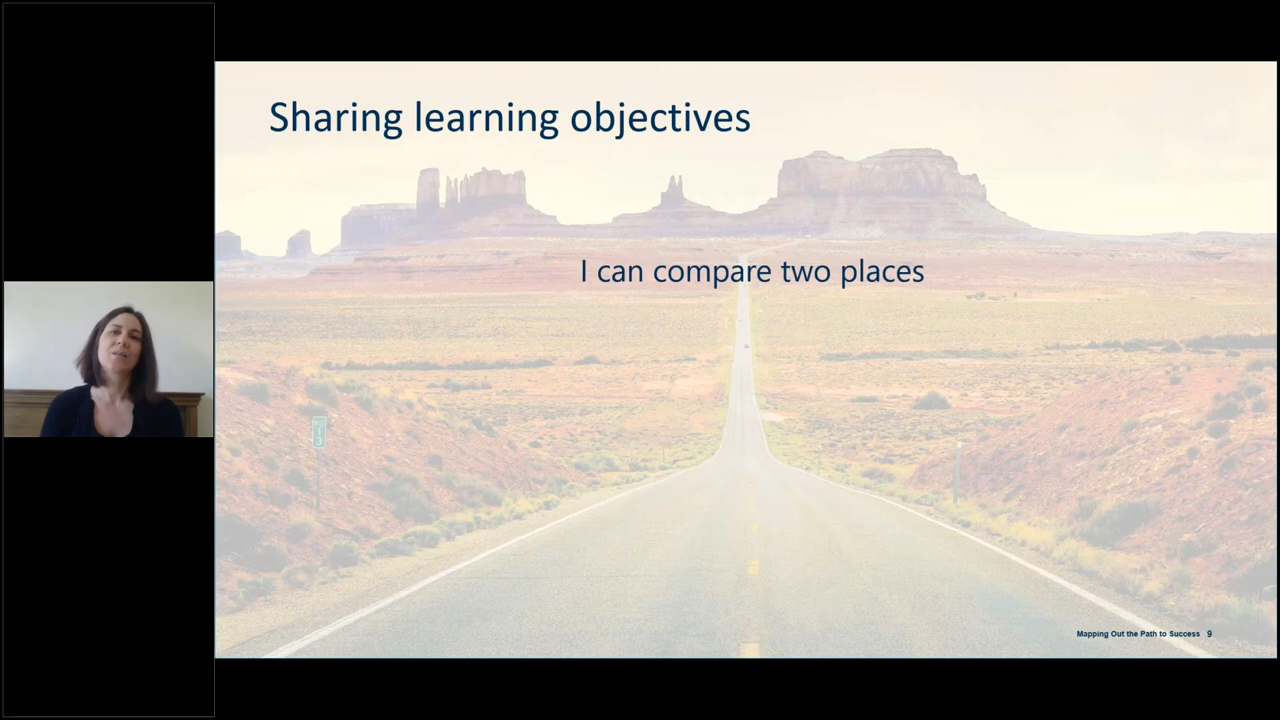 Sharing learning objectives
I can compare two places
Mapping Out the Path to Success 9